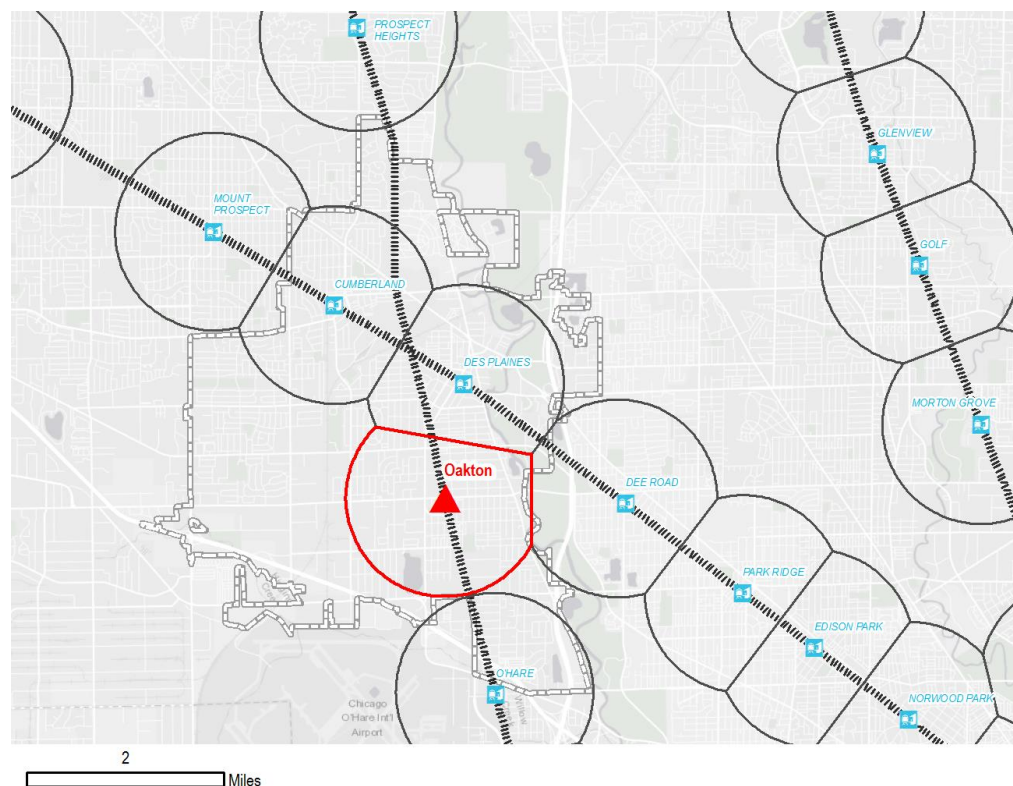 PROSPECT
HEIGHTS
GLENVIEW
MOUNT
PROSPECT
GOLF
CUMBERLAND
DES PLAINES
MORTON GROVE
Oakton
DEE ROAD
PARK RIDGE
EDISON PARK
O'HARE
NORWOOD PARK
Chicago
O'Hare Int'l
Airport
Willow
2
Miles